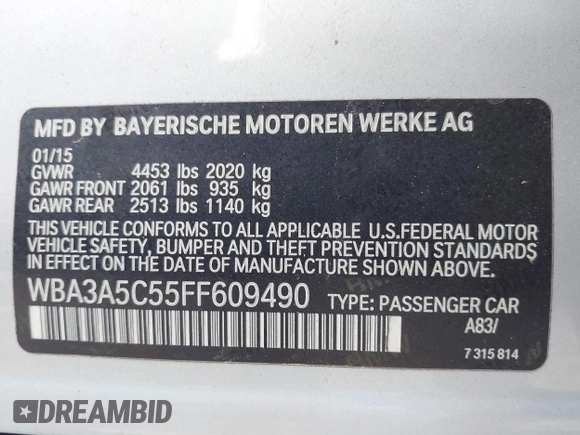 MFD BY BAYERISCHE MOTOREN WERKE AG
01/15
GVWR 4453 lbs 2020 kg
GAWR FRONT 2061 lbs 935 kg
GAWR REAR 2513 lbs 1140 kg
THIS VEHICLE CONFORMS TO ALL APPLICABLE U.S.FEDERAL MOTOR
VEHICLE SAFETY, BUMPER AND THEFT PREVENTION STANDARDS
IN EFFECT ON THE DATE OF MANUFACTURE SHOWN ABOVE.
WBA3A5C55FF609490 TYPE: PASSENGER CAR
A83/
7 315 814
DREAMBID